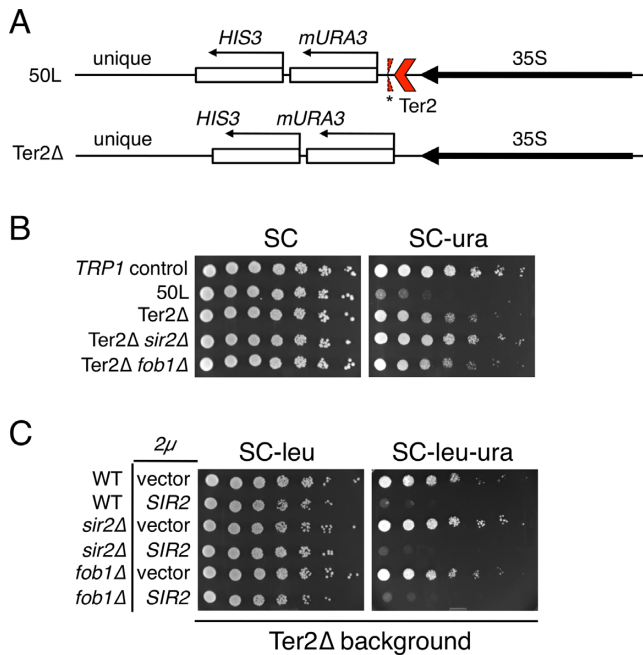 A
HIS3 mURA3
unique 35S
50L
* Ter2
HIS3 mURA3
unique 35S
Ter2Δ
B
SC SC-ura
TRP1 control
50L
Ter2Δ
Ter2Δ sir2Δ
Ter2Δ fob1Δ
C
2μ SC-leu SC-leu-ura
WT vector
WT SIR2
sir2Δ vector
sir2Δ SIR2
fob1Δ vector
fob1Δ SIR2
Ter2Δ background